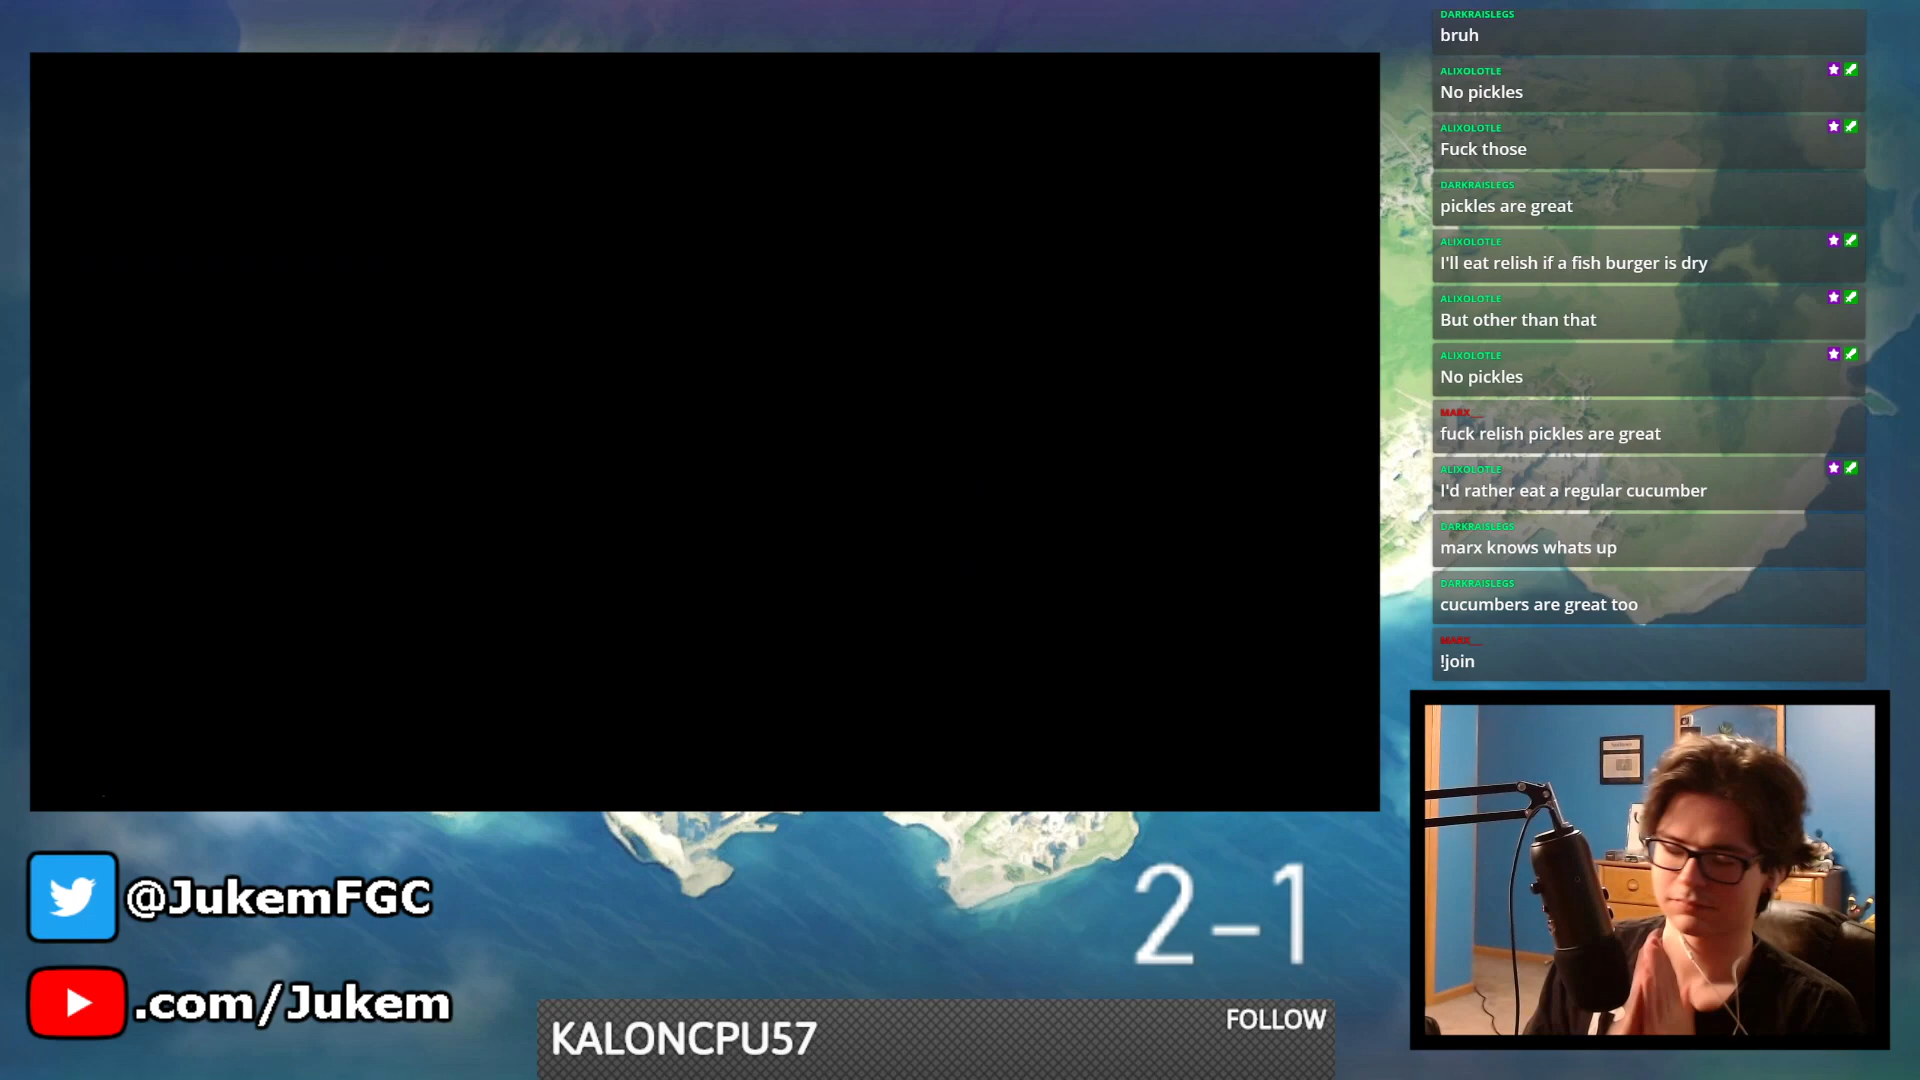 DARKRAISLEGS
bruh
ALIXOLOTLE
No pickles
ALIXOLOTLE
Fuck those
DARKRAISLEGS
pickles are great
ALIXOLOTLE
I'll eat relish if a fish burger is dry
ALIXOLOTLE
But other than that
ALIXOLOTLE
No pickles
MARX__
fuck relish pickles are great
ALIXOLOTLE
I'd rather eat a regular cucumber
DARKRAISLEGS
marx knows whats up
DARKRAISLEGS
cucumbers are great too
MARX__
!join
@JukemFGC
.com/Jukem
2-1
KALONCPU57
FOLLOW